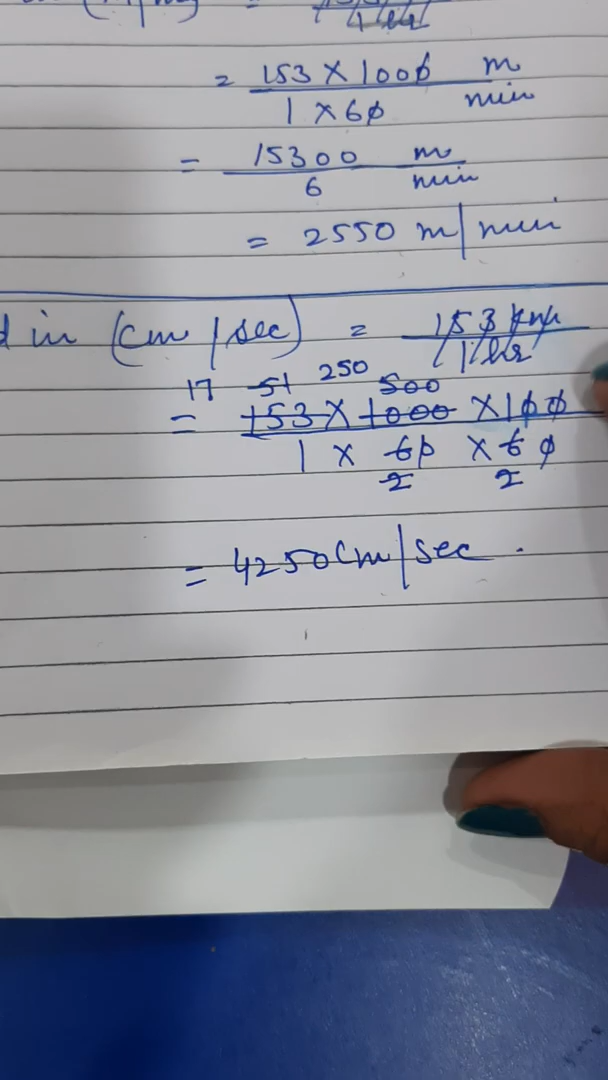 = 153 × 1000 m
1 × 60 min
= 15300 m
6 min
= 2550 m/min
in (cm/sec) = 153 km
1 hr
17 51 250 500
= 153 × 1000 × 100
1 × 60 × 60
2 2
= 4250 cm/sec.